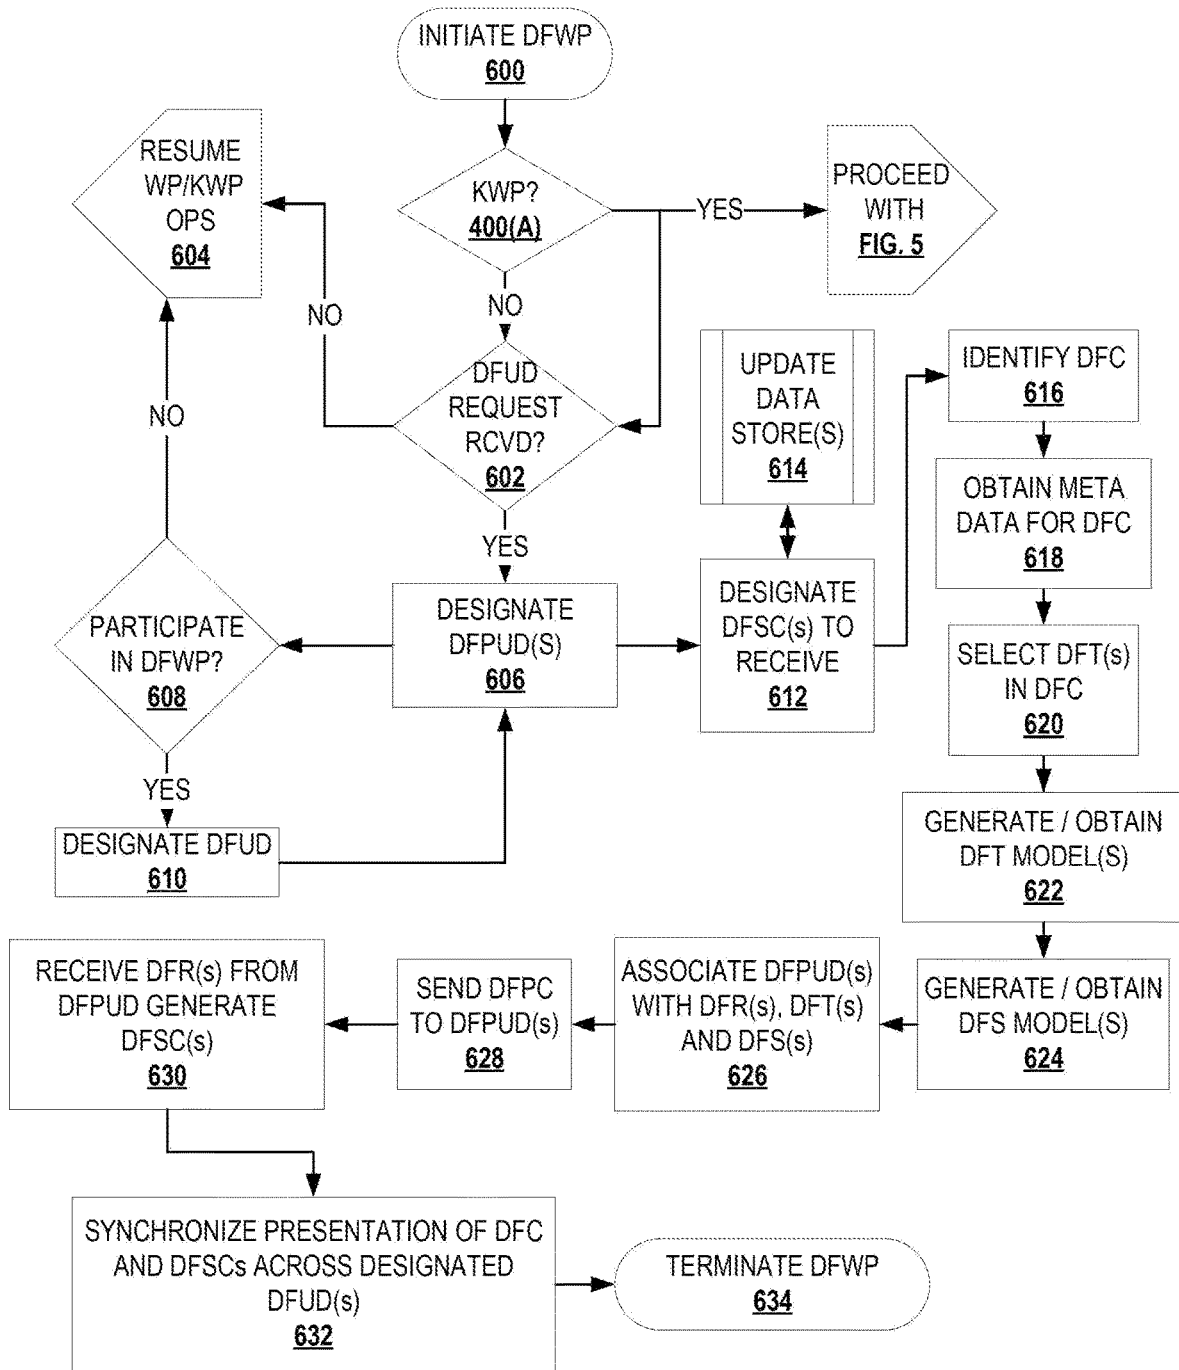 INITIATE DFWP
600
KWP?
400(A)
YES
PROCEED
WITH
FIG. 5
RESUME
WP/KWP
OPS
604
NO
NO
NO
DFUD
REQUEST
RCVD?
602
YES
UPDATE
DATA
STORE(S)
614
IDENTIFY DFC
616
OBTAIN META
DATA FOR DFC
618
PARTICIPATE
IN DFWP?
608
DESIGNATE
DFPUD(S)
606
DESIGNATE
DFSC(s) TO
RECEIVE
612
SELECT DFT(s)
IN DFC
620
YES
DESIGNATE DFUD
610
GENERATE / OBTAIN
DFT MODEL(S)
622
GENERATE / OBTAIN
DFS MODEL(S)
624
ASSOCIATE DFPUD(s)
WITH DFR(s), DFT(s)
AND DFS(s)
626
SEND DFPC
TO DFPUD(s)
628
RECEIVE DFR(s) FROM
DFPUD GENERATE
DFSC(s)
630
SYNCHRONIZE PRESENTATION OF DFC
AND DFSCs ACROSS DESIGNATED
DFUD(s)
632
TERMINATE DFWP
634